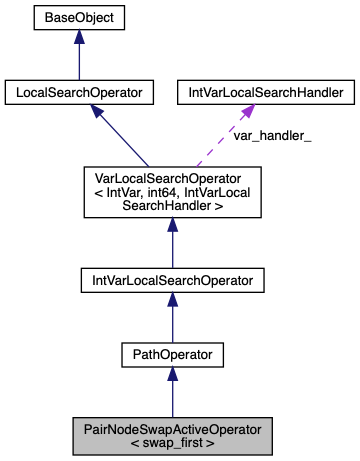 BaseObject
LocalSearchOperator
IntVarLocalSearchHandler
var_handler_
VarLocalSearchOperator
< IntVar, int64, IntVarLocal
SearchHandler >
IntVarLocalSearchOperator
PathOperator
PairNodeSwapActiveOperator
< swap_first >